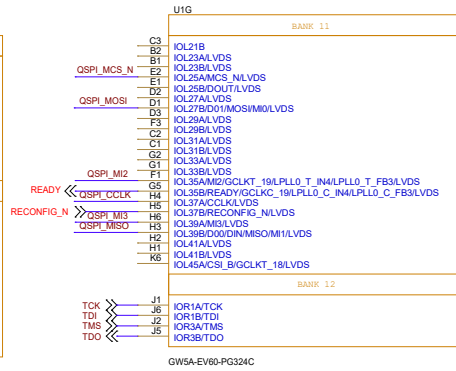 U1G
BANK 11
C3 IOL21B
B2 IOL23A/LVDS
B1 IOL23B/LVDS
QSPI_MCS_N E2 IOL25A/MCS_N/LVDS
E1 IOL25B/DOUT/LVDS
D2 IOL27A/LVDS
QSPI_MOSI D1 IOL27B/D01/MOSI/MI0/LVDS
D3 IOL29A/LVDS
F3 IOL29B/LVDS
C2 IOL31A/LVDS
C1 IOL31B/LVDS
G2 IOL33A/LVDS
G1 IOL33B/LVDS
QSPI_MI2 F1 IOL35A/MI2/GCLKT_19/LPLL0_T_IN4/LPLL0_T_FB3/LVDS
READY G5 IOL35B/READY/GCLKC_19/LPLL0_C_IN4/LPLL0_C_FB3/LVDS
QSPI_CCLK H4 IOL37A/CCLK/LVDS
RECONFIG_N H5 IOL37B/RECONFIG_N/LVDS
QSPI_MI3 H6 IOL39A/MI3/LVDS
QSPI_MISO H3 IOL39B/D00/DIN/MISO/MI1/LVDS
H2 IOL41A/LVDS
H1 IOL41B/LVDS
K6 IOL45A/CSI_B/GCLKT_18/LVDS
BANK 12
TCK J1 IOR1A/TCK
TDI J6 IOR1B/TDI
TMS J2 IOR3A/TMS
TDO J5 IOR3B/TDO
GW5A-EV60-PG324C